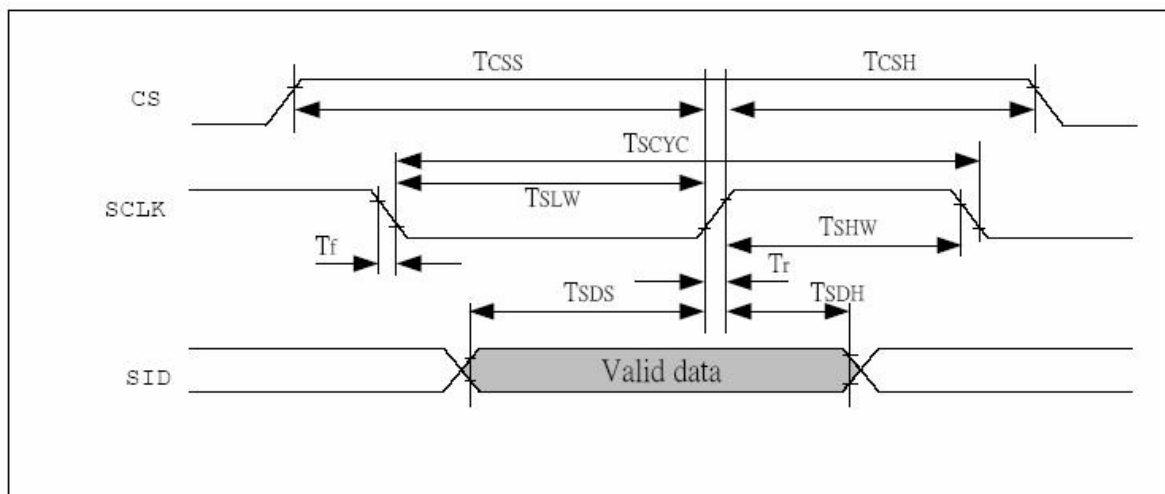 TCSS
TCSH
CS
TSCYC
TSLW
SCLK
TSHW
Tf
Tr
TSDS
TSDH
SID
Valid data